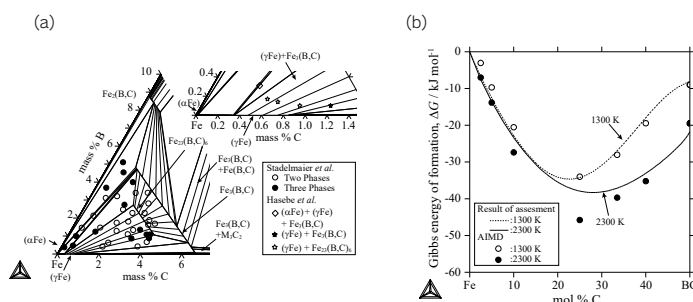 (a)
(b)
10
8
6
4
2
mass % B
Fe₂(B,C)
(αFe)
Fe
(γFe)
2
4
6
mass % C
Fe₂₃(B,C)₆
Fe(B,C)
+Fe(B,C)
Fe₃(B,C)
Fe₃(B,C)
+M₇C₂
0.4
0.2
0
(αFe)
(γFe)+Fe₂(B,C)
Fe
0.2
0.4
0.6
0.8
1.0
1.2
1.4
(γFe)
mass % C
Stadelmaier et al.
Two Phases
Three Phases
Hasebe et al.
(αFe) + (γFe)
+ Fe₂(B,C)
(γFe) + Fe₂(B,C)
(γFe) + Fe₂₃(B,C)₆
Gibbs energy of formation, ΔG / kJ mol⁻¹
0
-10
-20
-30
-40
-50
-60
1300 K
2300 K
Result of assesment
:1300 K
:2300 K
AIMD
:1300 K
:2300 K
Fe
10
20
30
40
mol % C